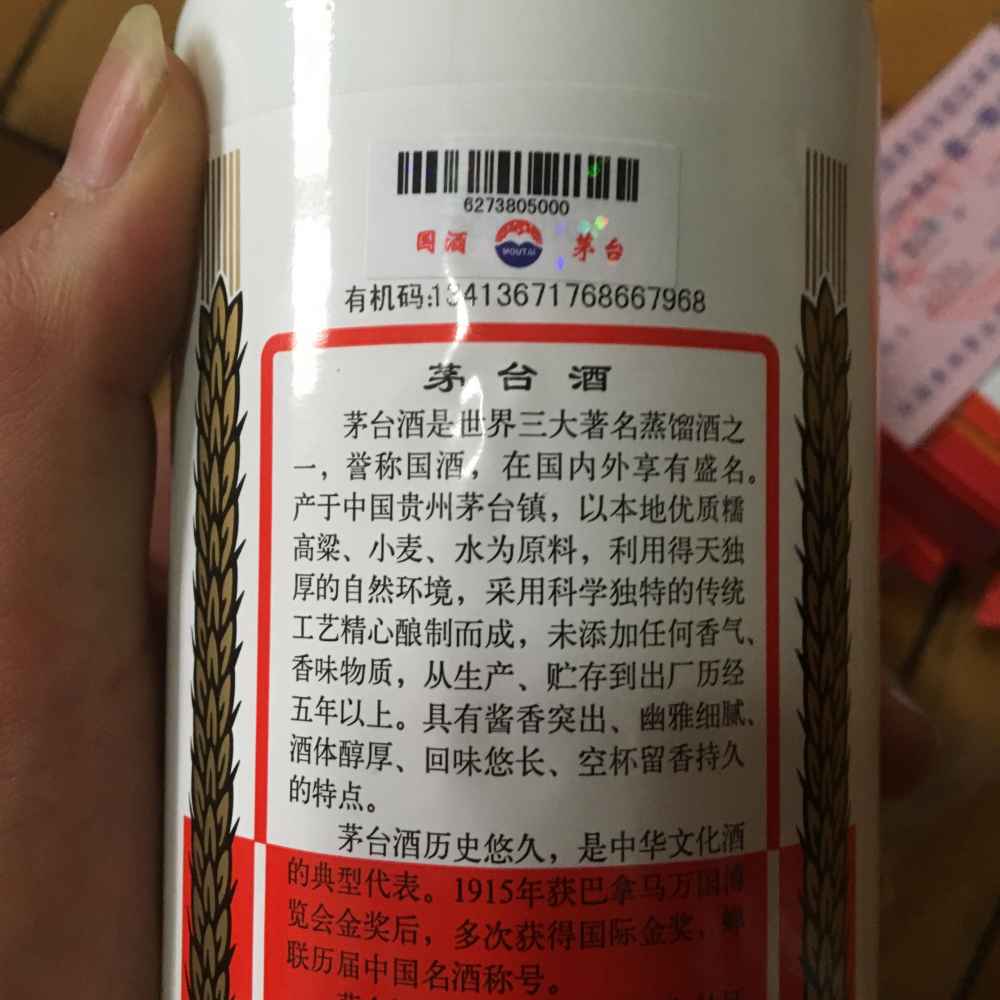 6273805000
国酒 MOUTAI 茅台
有机码:13413671768667968
茅台酒
茅台酒是世界三大著名蒸馏酒之
一，誉称国酒，在国内外享有盛名。
产于中国贵州茅台镇，以本地优质糯
高粱、小麦、水为原料，利用得天独
厚的自然环境，采用科学独特的传统
工艺精心酿制而成，未添加任何香气、
香味物质，从生产、贮存到出厂历经
五年以上。具有酱香突出、幽雅细腻、
酒体醇厚、回味悠长、空杯留香持久
的特点。
茅台酒历史悠久，是中华文化酒
的典型代表。1915年获巴拿马万国博
览会金奖后，多次获得国际金奖，蝉
联历届中国名酒称号。